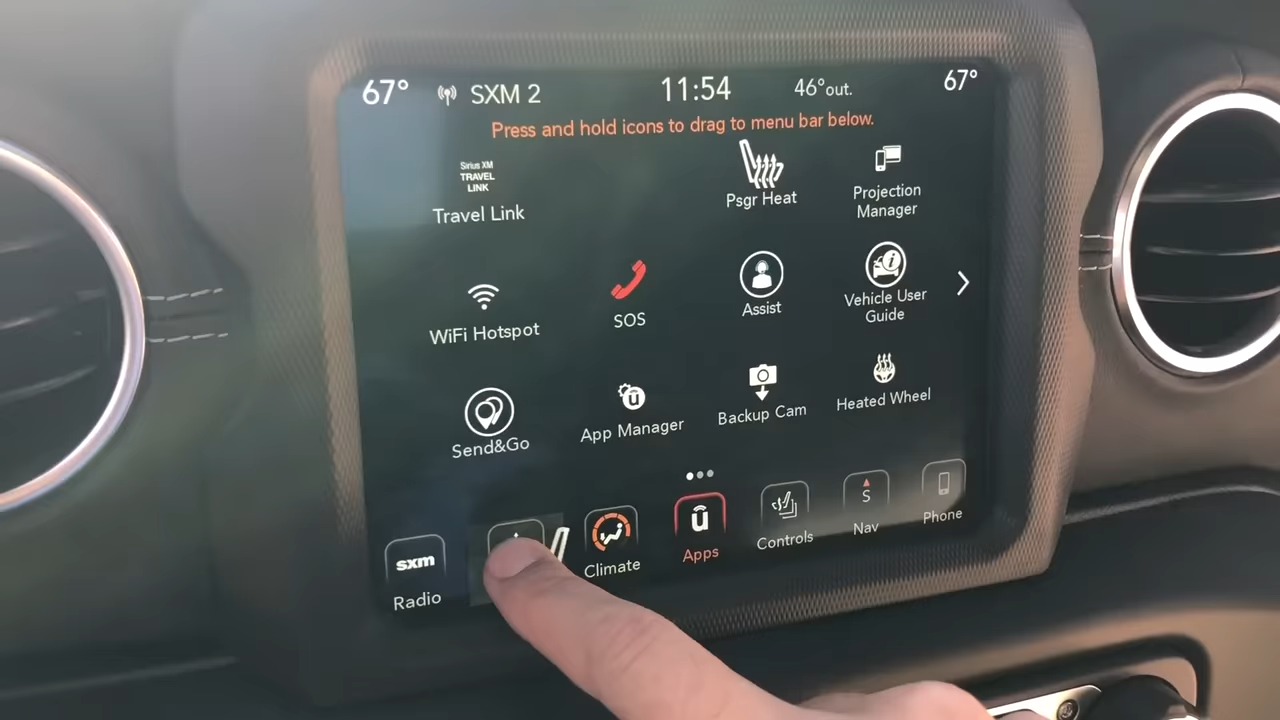 67° SXM 2 11:54 46°out. 67°
Press and hold icons to drag to menu bar below.
Sirius XM
TRAVEL
LINK
Travel Link
Psgr Heat
Projection
Manager
WiFi Hotspot
SOS
Assist
Vehicle User
Guide
Send&Go
û
App Manager
Backup Cam
Heated Wheel
sxm
Radio
Climate
û
Apps
Controls
S
Nav
Phone